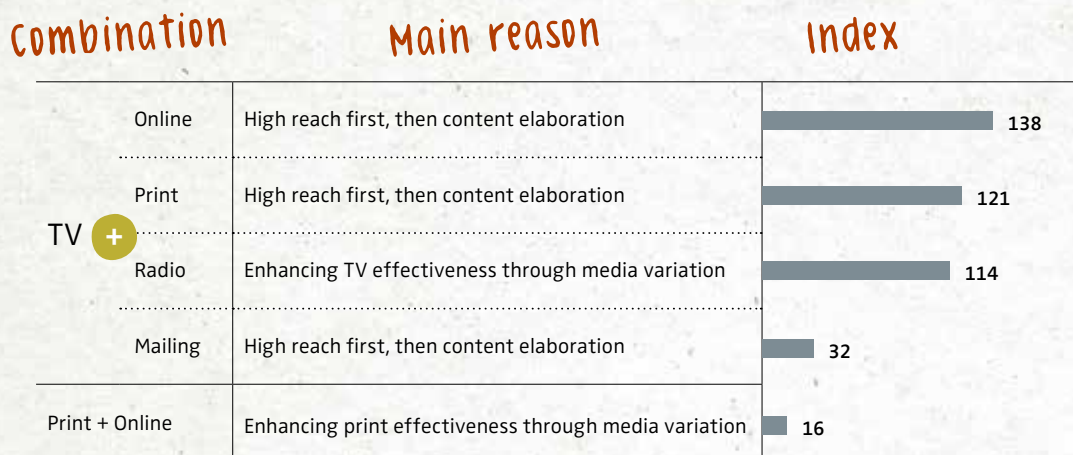 Combination Main reason Index
Online High reach first, then content elaboration 138
Print High reach first, then content elaboration 121
TV +
Radio Enhancing TV effectiveness through media variation 114
Mailing High reach first, then content elaboration 32
Print + Online Enhancing print effectiveness through media variation 16